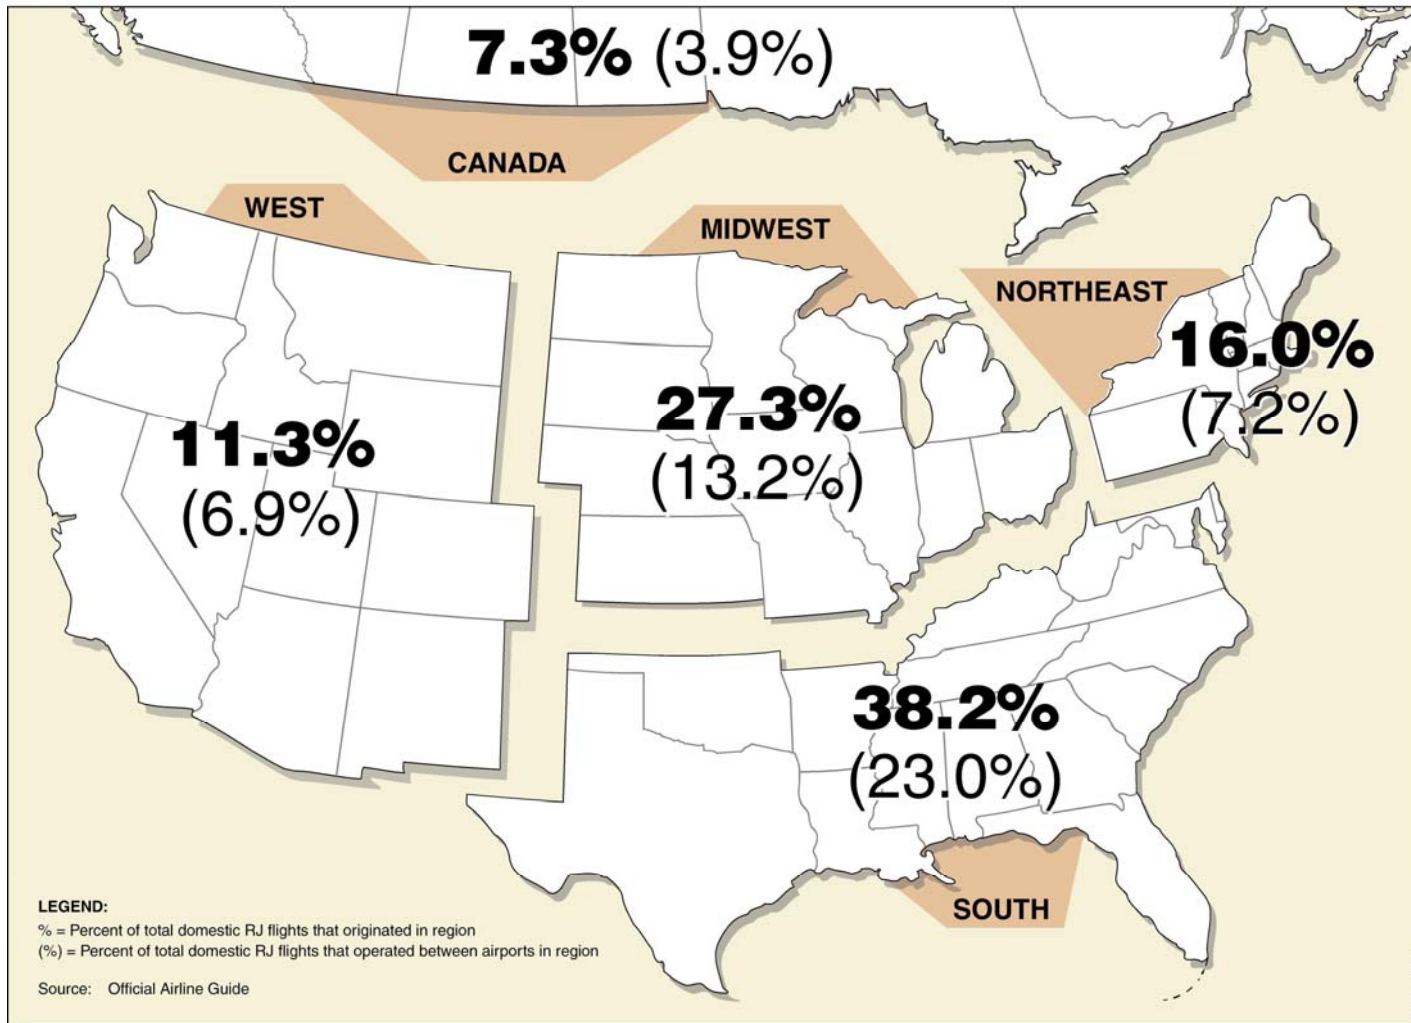 7.3% (3.9%)
CANADA
WEST
MIDWEST
NORTHEAST
16.0%
(7.2%)
27.3%
(13.2%)
11.3%
(6.9%)
38.2%
(23.0%)
SOUTH
LEGEND:
% = Percent of total domestic RJ flights that originated in region
(%) = Percent of total domestic RJ flights that operated between airports in region
Source: Official Airline Guide